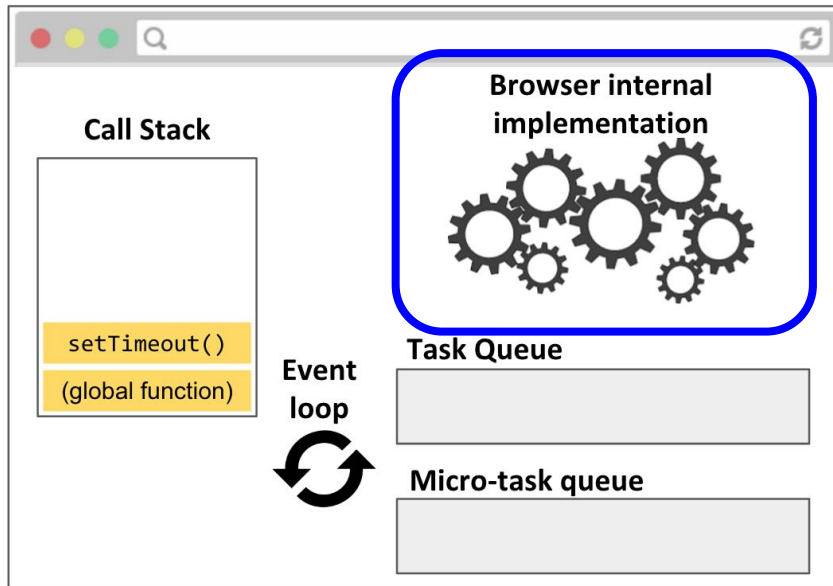 Browser internal
implementation
Call Stack
setTimeout()
(global function)
Event
loop
Task Queue
Micro-task queue